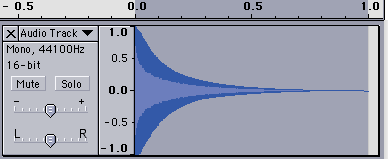 - 0.5 0.0 0.5 1.0
× Audio Track ▼ 1.0
Mono, 44100Hz
16-bit 0.5
Mute Solo
- + 0.0
-0.5
L R
-1.0